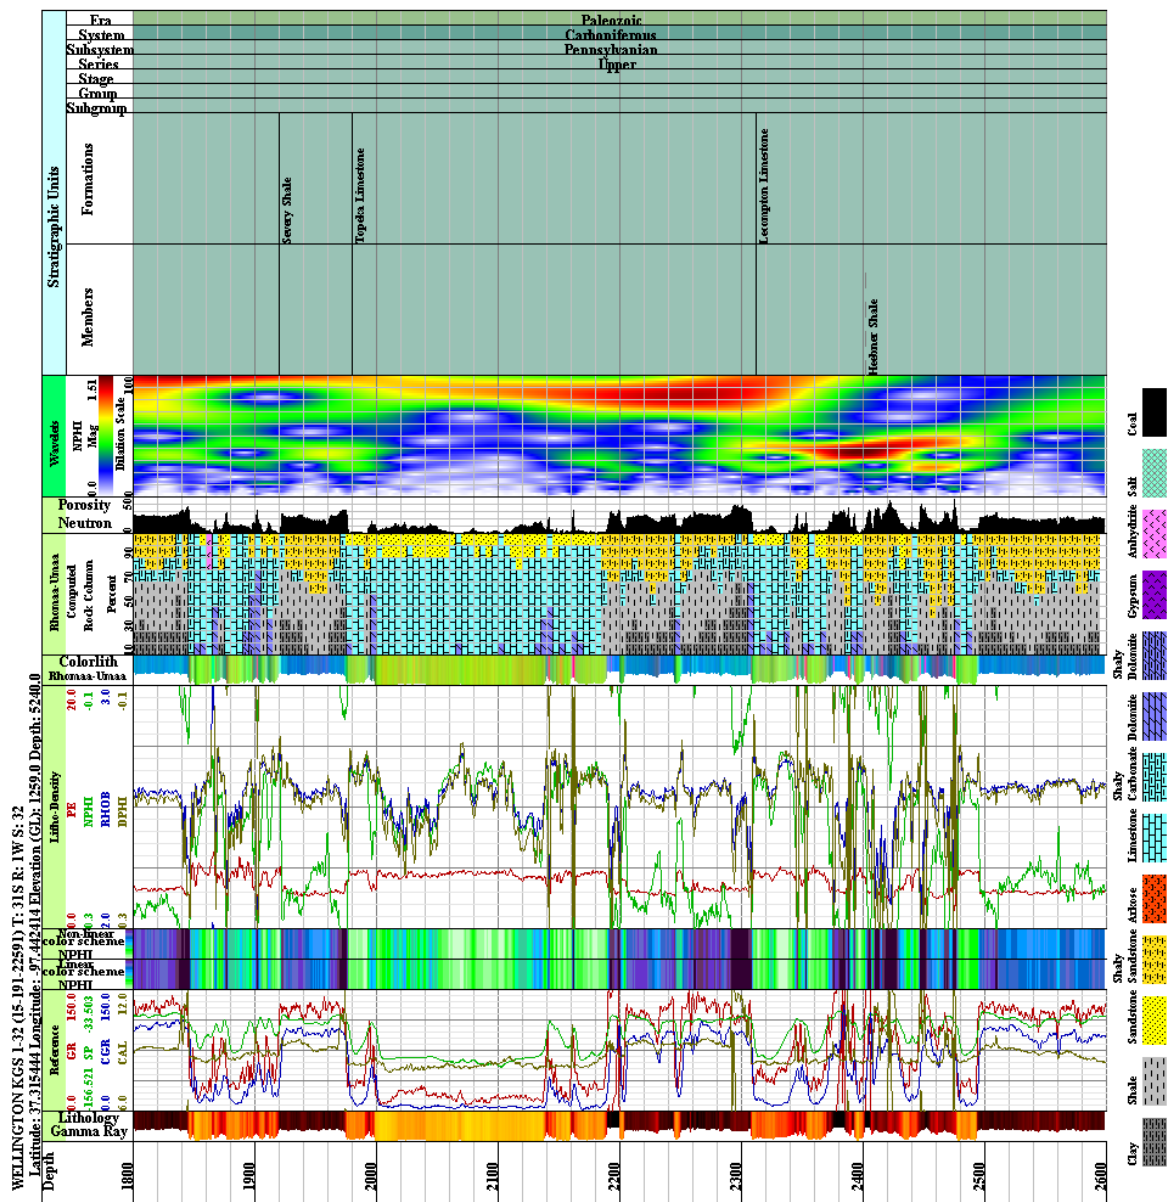 WELLINGTON KGS 1-32 (15-191-22591) T: 31S R: 1W S: 32
Latitude: 37.315444 Longitude: -97.442414 Elevation (GL): 1259.0 Depth: 5240.0
Stratigraphic Units
Era
Paleozoic
System
Carboniferous
Subsystem
Pennsylvanian
Series
Upper
Stage
Group
Subgroup
Formations
Severy Shale
Topeka Limestone
Lecompton Limestone
Members
Heebner Shale
Wavelets
NPHI
Mag
0.0
1.51
Dilation Scale
100
Porosity
Neutron
0
500
Rhomaa-Umaa
Computed
Rock Column
Percent
10
30
50
70
90
Colorlith
Rhomaa-Umaa
Litho-Density
PE
0.0
20.0
NPHI
0.3
-0.1
RHOB
2.0
3.0
DPHI
0.3
-0.1
Non-linear
color scheme
NPHI
Linear
color scheme
NPHI
Reference
GR
0.0
150.0
SP
156.521
-33.503
CGR
0.0
150.0
CAL
6.0
12.0
Lithology
Gamma Ray
Depth
1800
1900
2000
2100
2200
2300
2400
2500
2600
Coal
Salt
Anhydrite
Gypsum
Shaly
Dolomite
Dolomite
Shaly
Carbonate
Limestone
Arkose
Shaly
Sandstone
Sandstone
Shale
Clay